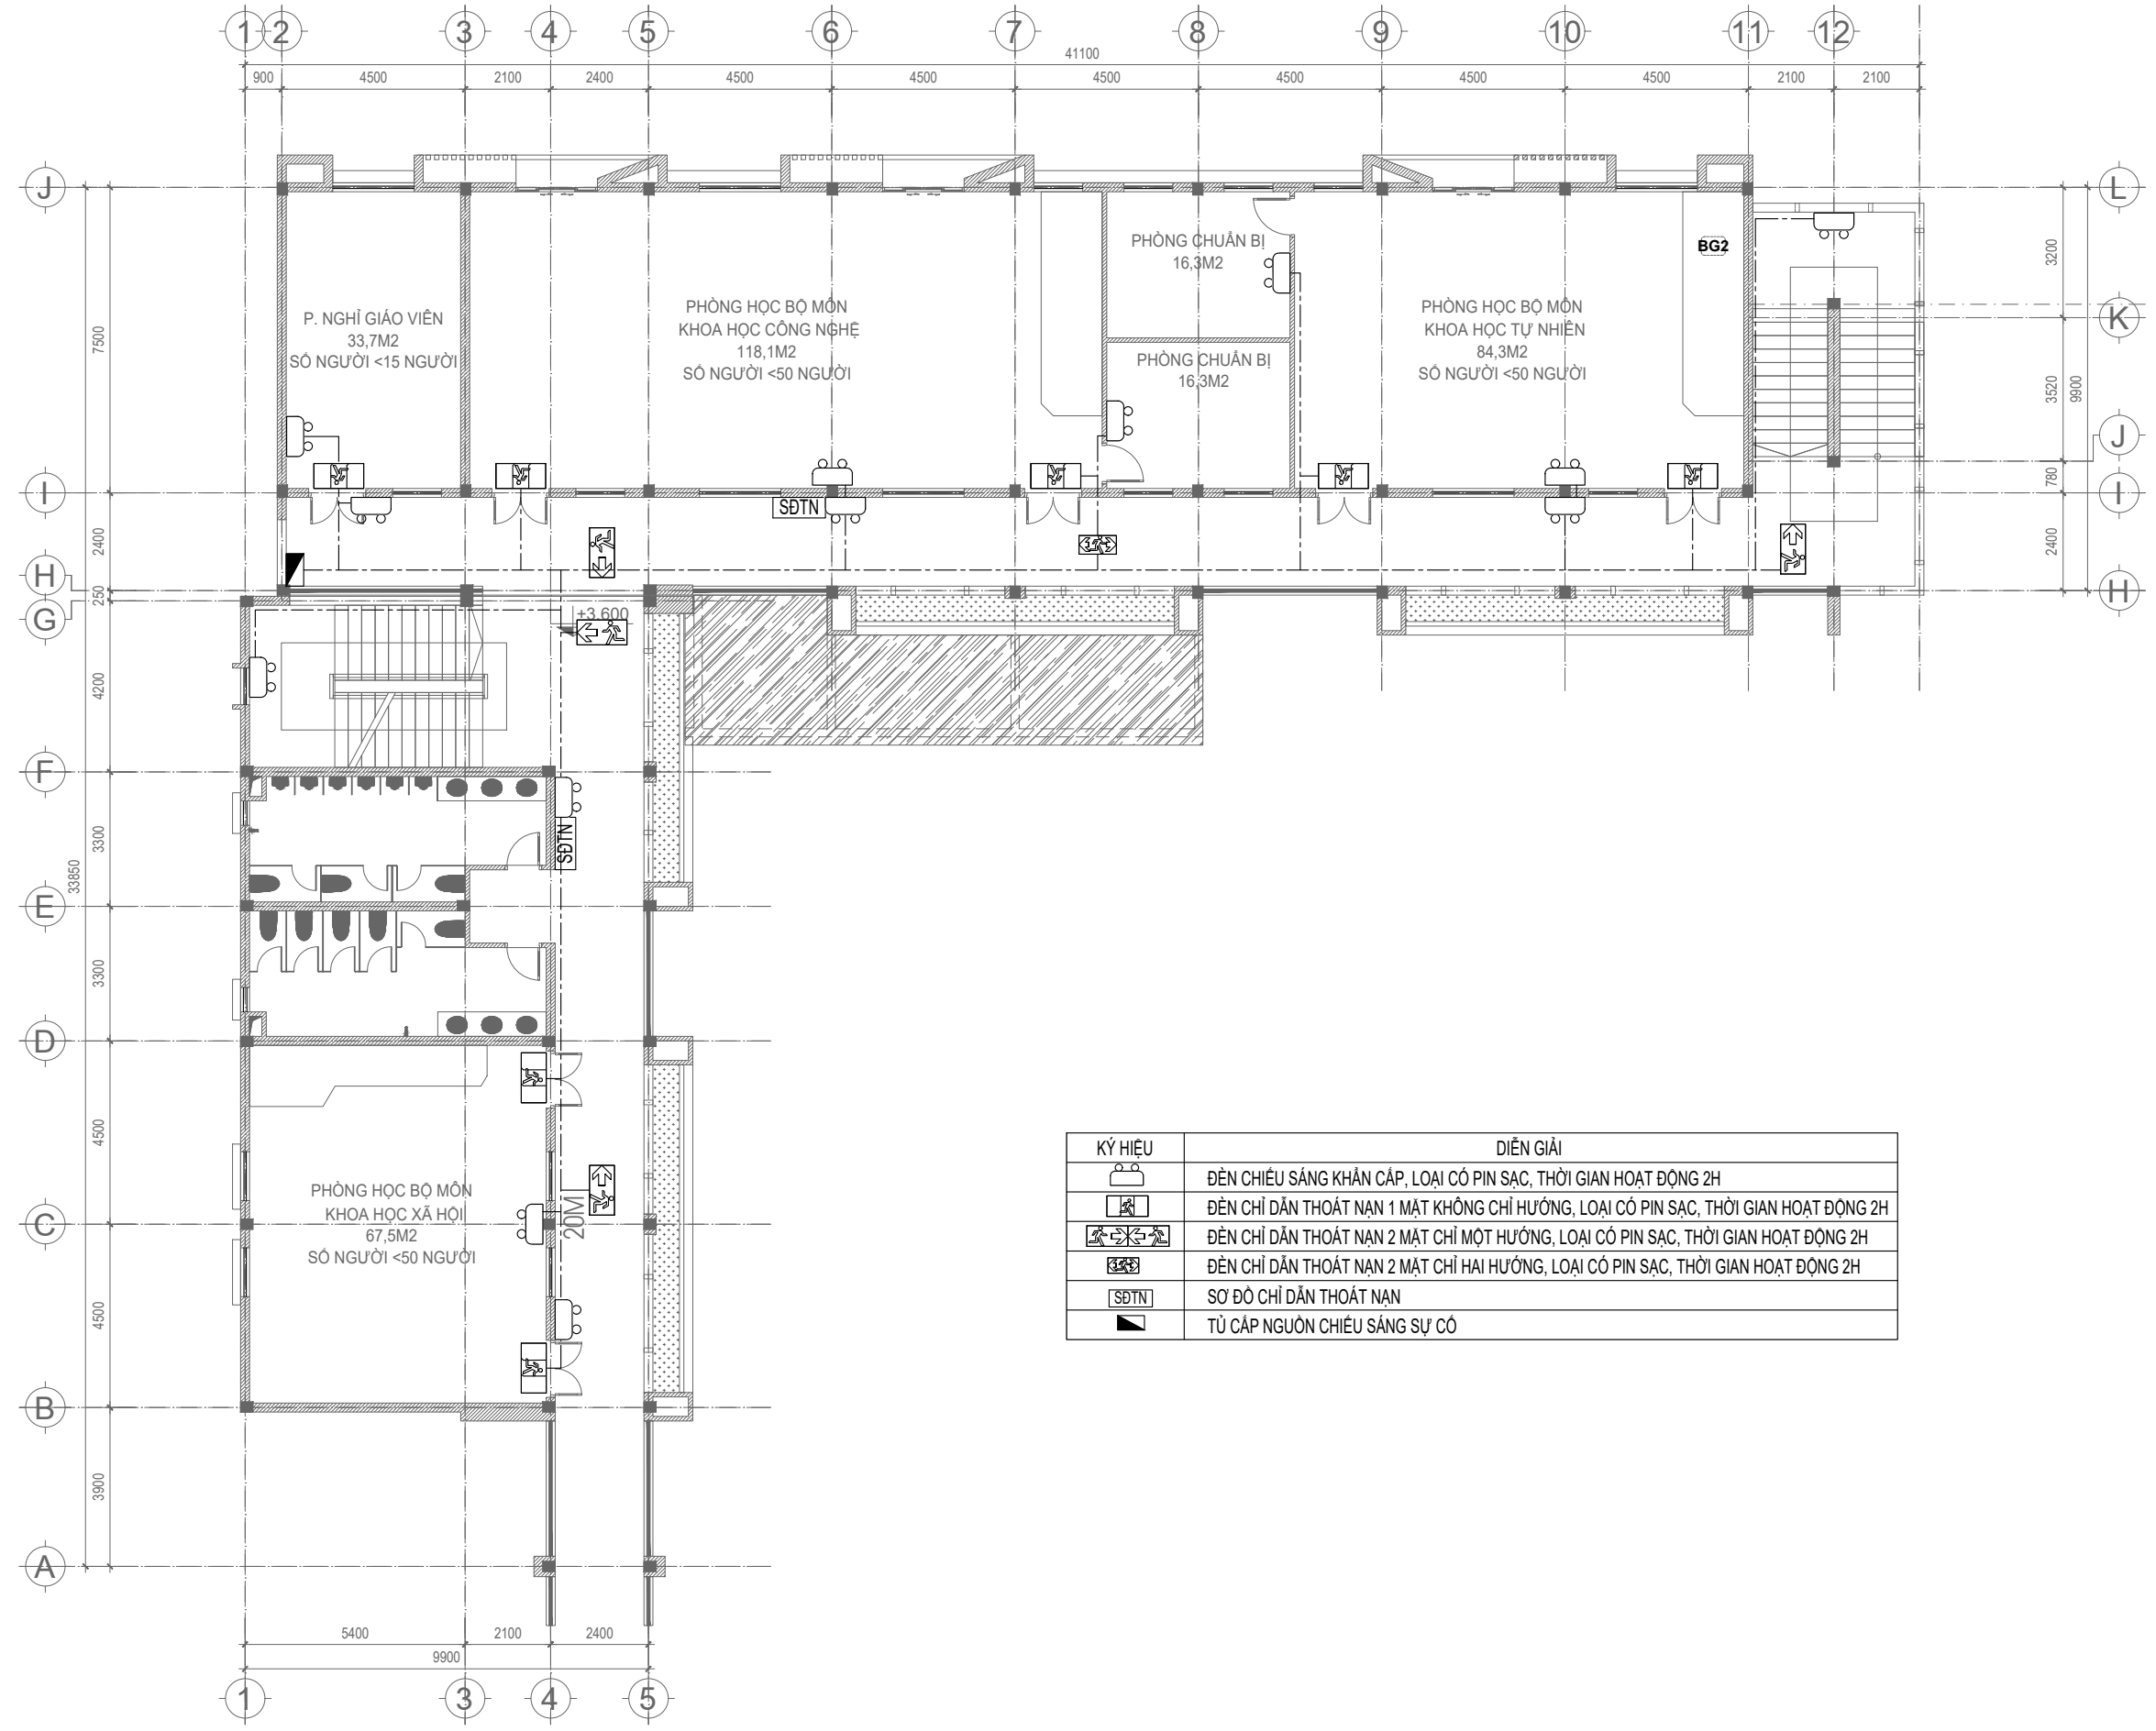 1 2 3 4 5 6 7 8 9 10 11 12
41100
900 4500 2100 2400 4500 4500 4500 4500 4500 4500 2100 2100
J
L
PHÒNG CHUẨN BỊ
16,3M2
BG2
3200
P. NGHỈ GIÁO VIÊN
33,7M2
SỐ NGƯỜI <15 NGƯỜI
PHÒNG HỌC BỘ MÔN
KHOA HỌC CÔNG NGHỆ
118,1M2
SỐ NGƯỜI <50 NGƯỜI
PHÒNG CHUẨN BỊ
16,3M2
PHÒNG HỌC BỘ MÔN
KHOA HỌC TỰ NHIÊN
84,3M2
SỐ NGƯỜI <50 NGƯỜI
K
7500
3520
9900
J
780
I
I
SĐTN
2400
2400
H
H
250
G
+3.600
4200
F
3300
SĐTN
33850
E
3300
D
4500
PHÒNG HỌC BỘ MÔN
KHOA HỌC XÃ HỘI
67,5M2
SỐ NGƯỜI <50 NGƯỜI
20M
C
4500
B
3900
A
5400 2100 2400
9900
1 3 4 5
KÝ HIỆU DIỄN GIẢI
ĐÈN CHIẾU SÁNG KHẨN CẤP, LOẠI CÓ PIN SẠC, THỜI GIAN HOẠT ĐỘNG 2H
ĐÈN CHỈ DẪN THOÁT NẠN 1 MẶT KHÔNG CHỈ HƯỚNG, LOẠI CÓ PIN SẠC, THỜI GIAN HOẠT ĐỘNG 2H
ĐÈN CHỈ DẪN THOÁT NẠN 2 MẶT CHỈ MỘT HƯỚNG, LOẠI CÓ PIN SẠC, THỜI GIAN HOẠT ĐỘNG 2H
ĐÈN CHỈ DẪN THOÁT NẠN 2 MẶT CHỈ HAI HƯỚNG, LOẠI CÓ PIN SẠC, THỜI GIAN HOẠT ĐỘNG 2H
SĐTN SƠ ĐỒ CHỈ DẪN THOÁT NẠN
TỦ CẤP NGUỒN CHIẾU SÁNG SỰ CỐ